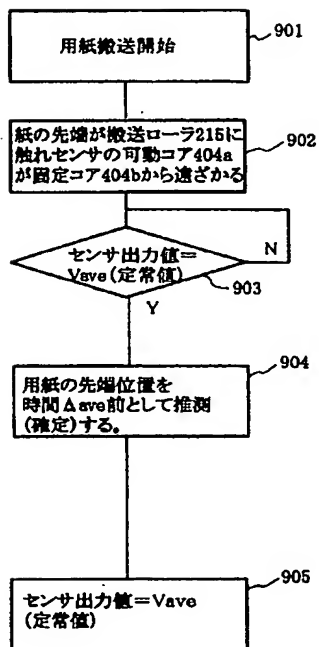 用紙搬送開始
901
紙の先端が搬送ローラ215に
触れセンサの可動コア404a
が固定コア404bから遠ざかる
902
センサ出力値=
Vave(定常値)
N
903
Y
用紙の先端位置を
時間Δave前として推測
(確定)する。
904
センサ出力値=Vave
(定常値)
905